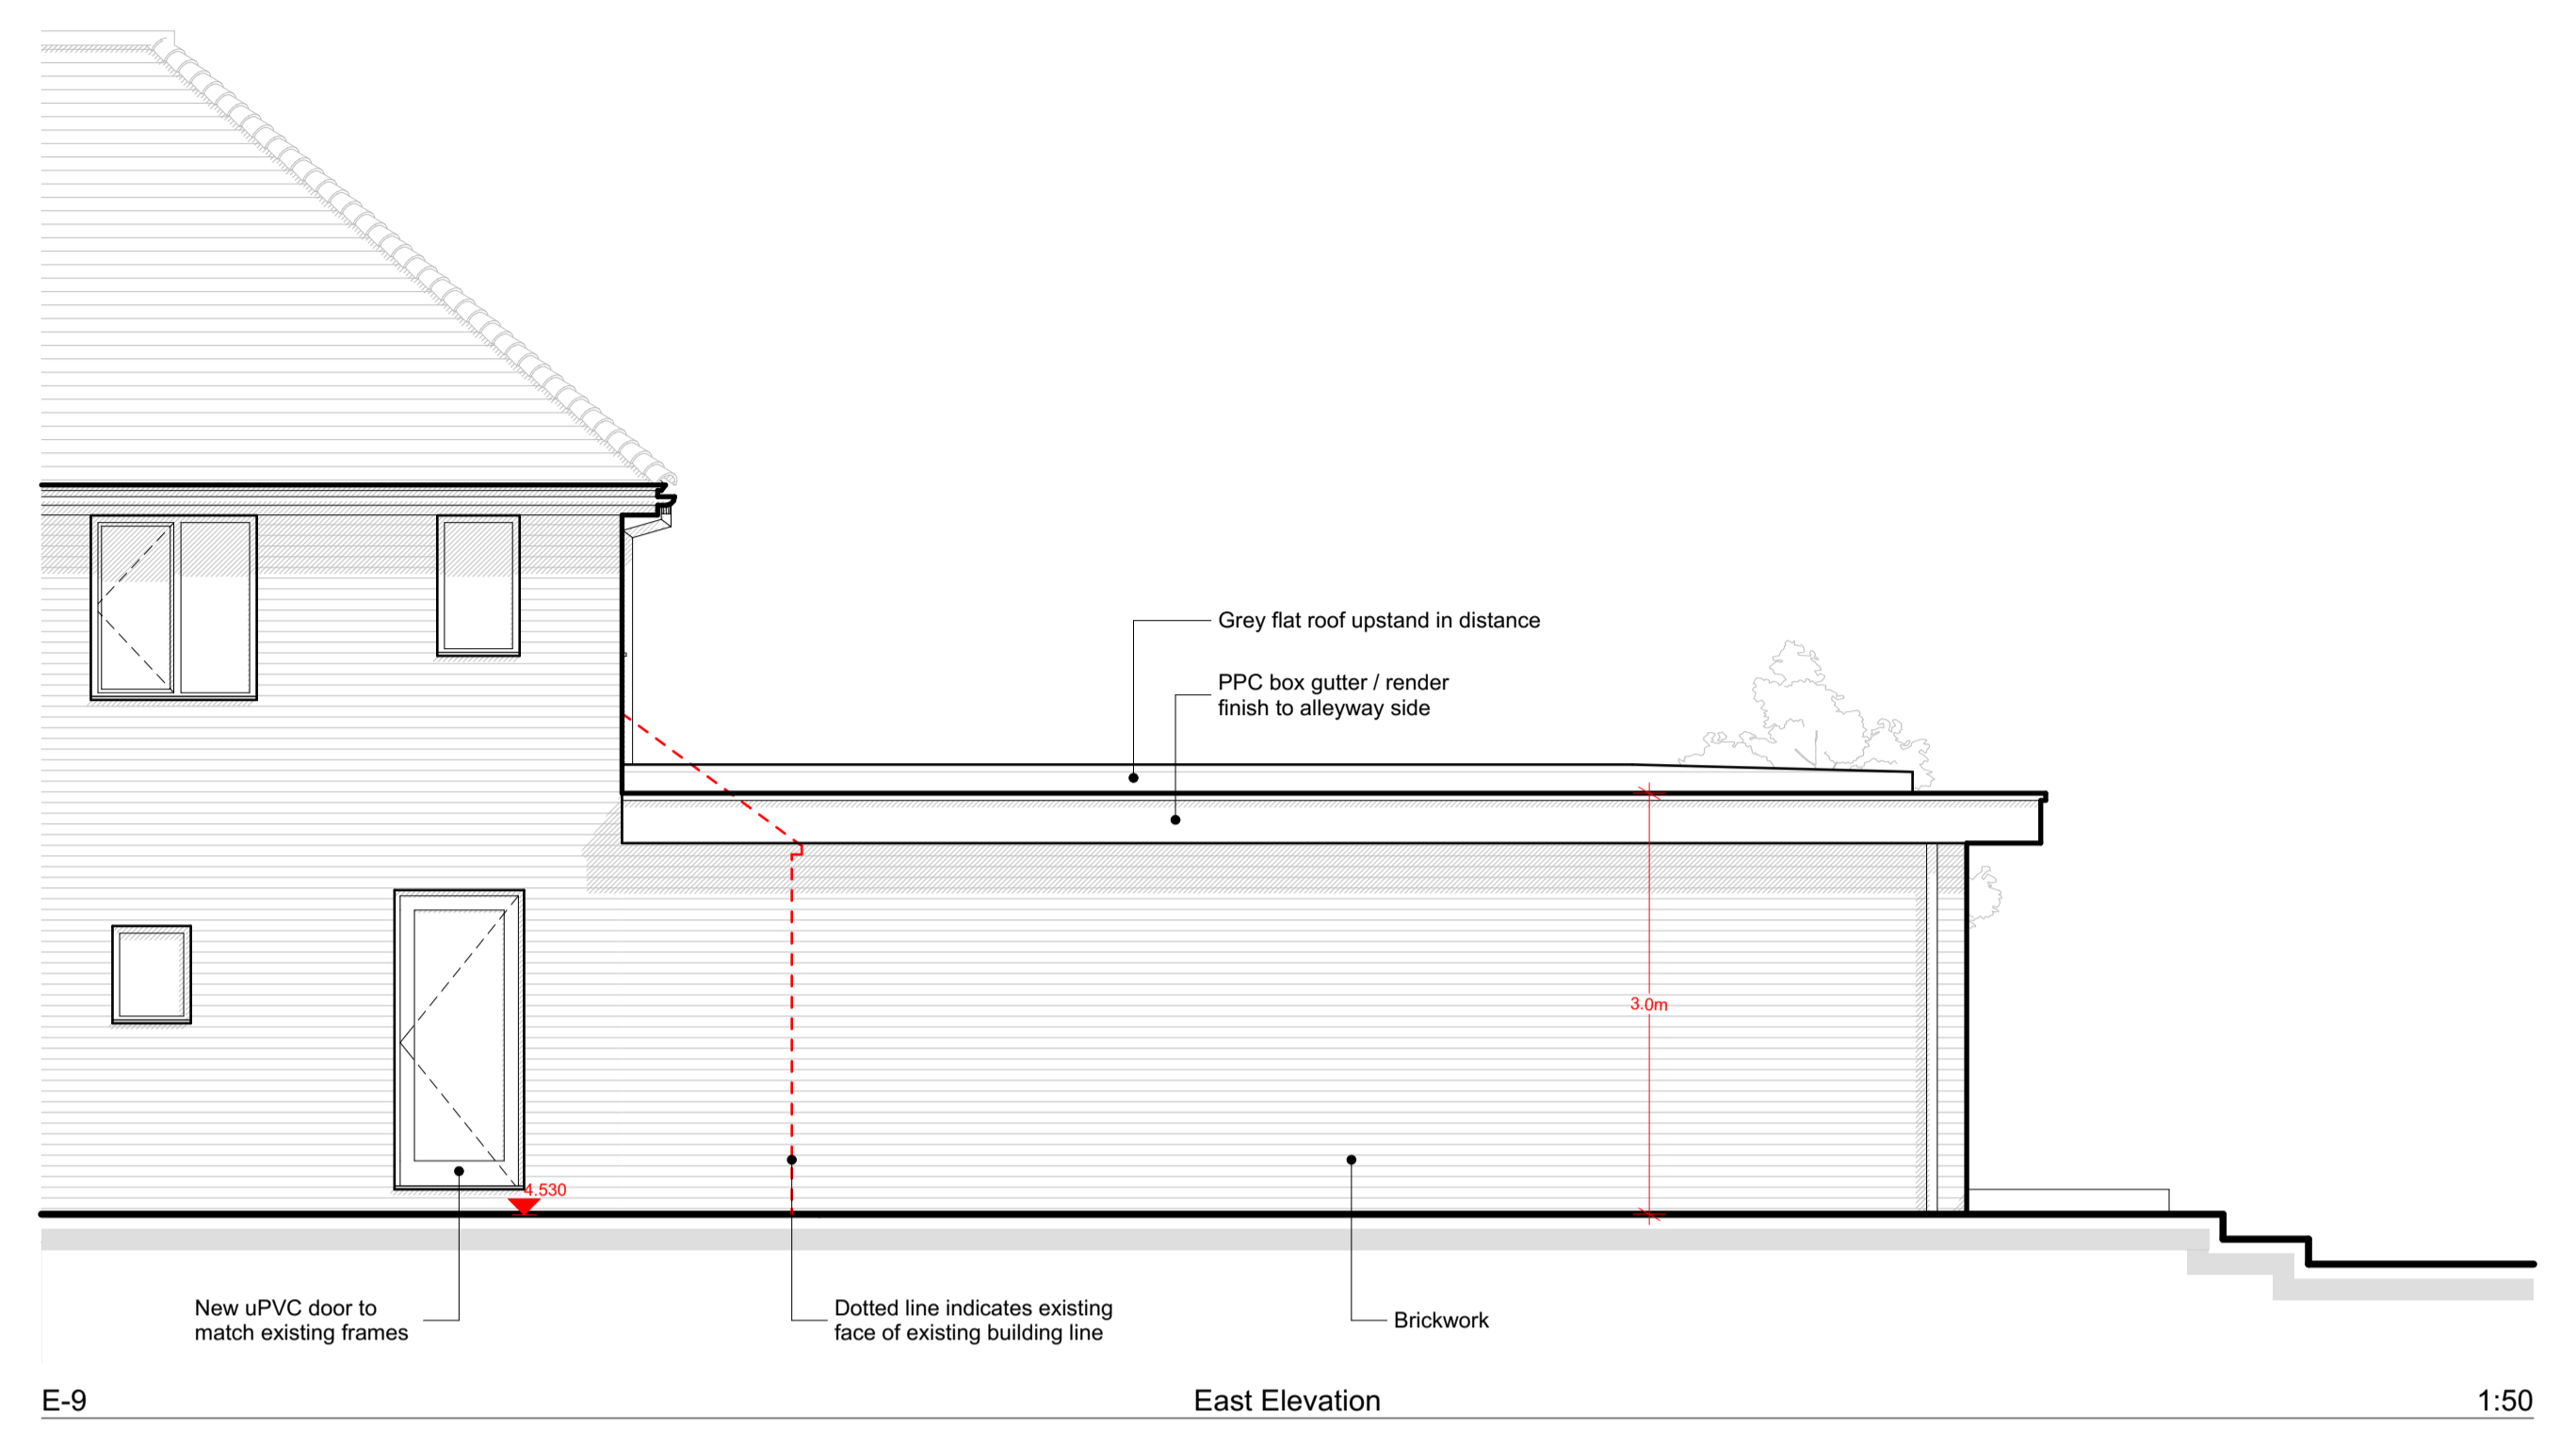 Grey flat roof upstand in distance
PPC box gutter / render
finish to alleyway side
3.0m
4.530
New uPVC door to
match existing frames
Dotted line indicates existing
face of existing building line
Brickwork
E-9
East Elevation
1:50